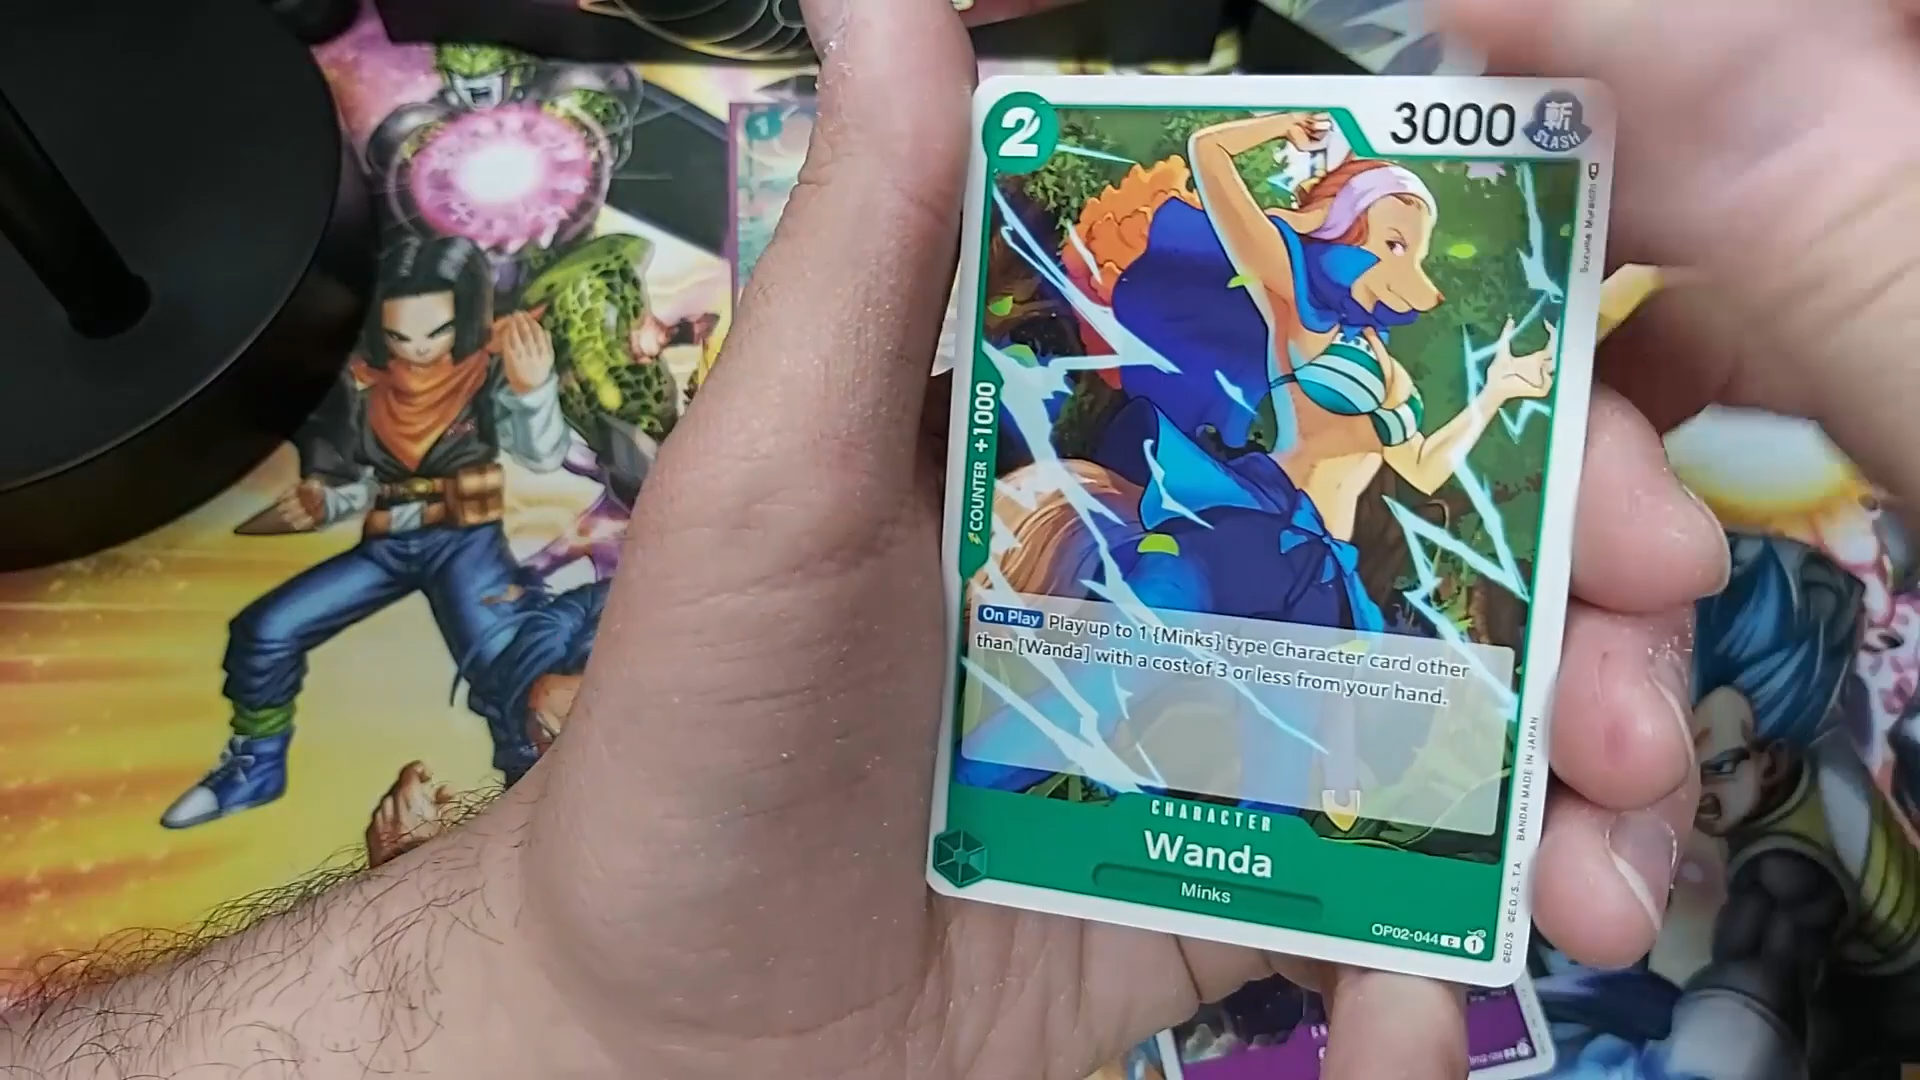 2
3000
斬
SLASH
COUNTER +1000
On Play Play up to 1 {Minks} type Character card other
than [Wanda] with a cost of 3 or less from your hand.
CHARACTER
Wanda
Minks
OP02-044 C 1
©E.O./S. ©E.O./S., T.A. BANDAI MADE IN JAPAN
1